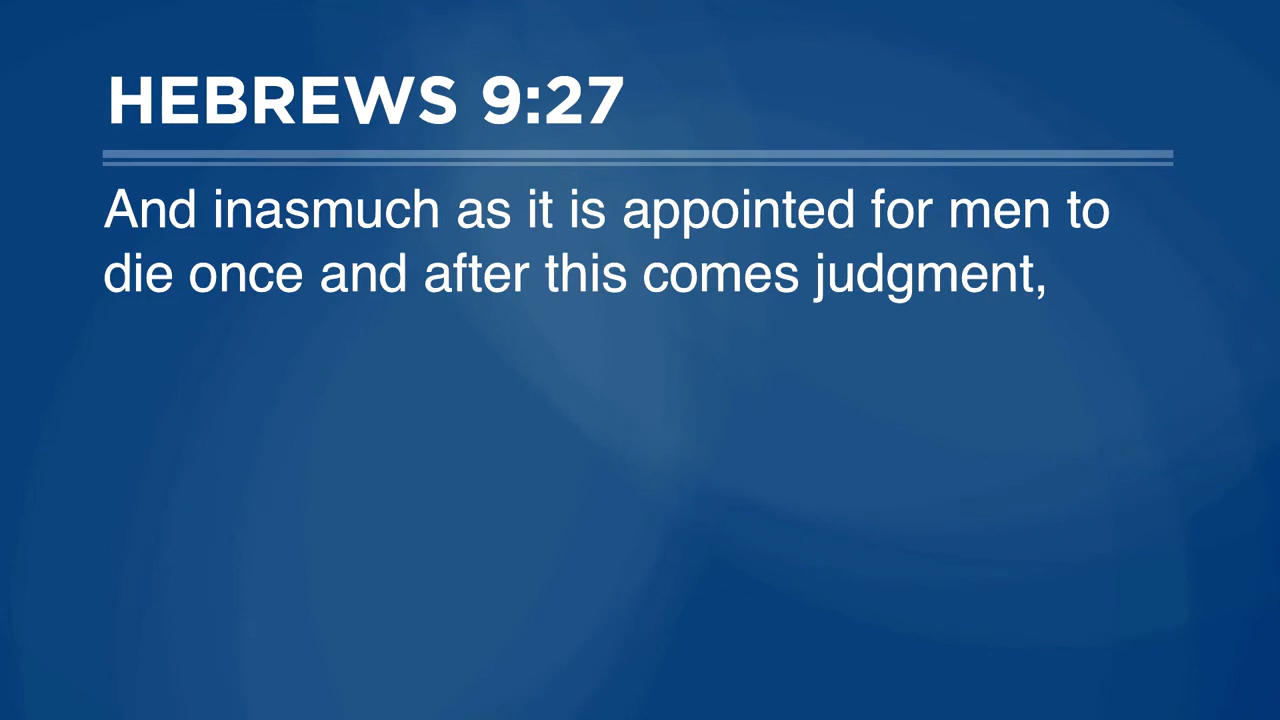 HEBREWS 9:27
And inasmuch as it is appointed for men to
die once and after this comes judgment,